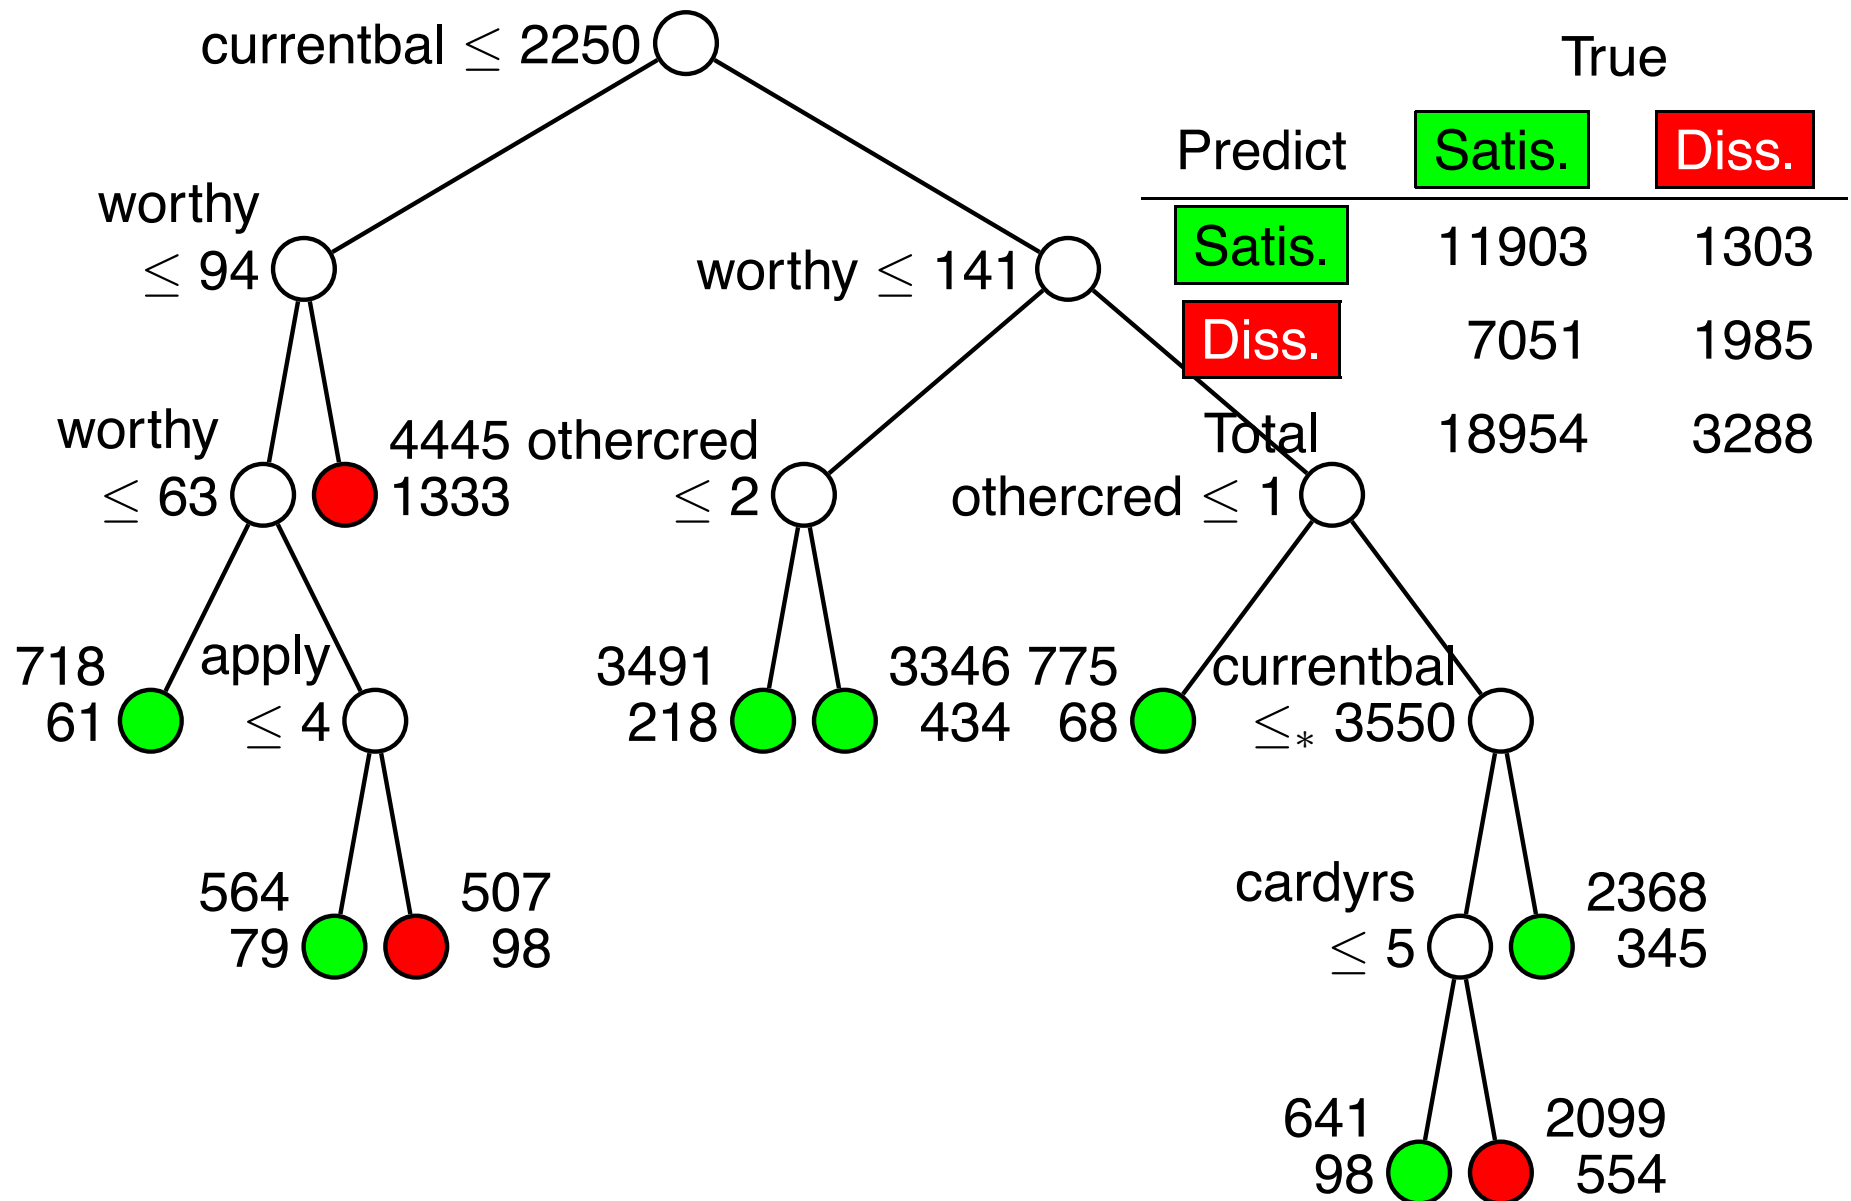 currentbal ≤ 2250
True
Predict Satis. Diss.
Satis. 11903 1303
Diss. 7051 1985
Total 18954 3288
worthy
≤ 94
worthy ≤ 141
worthy
≤ 63
4445
1333
othercred
≤ 2
othercred ≤ 1
718
61
apply
≤ 4
3491
218
3346
434
775
68
currentbal
≤* 3550
564
79
507
98
cardyrs
≤ 5
2368
345
641
98
2099
554